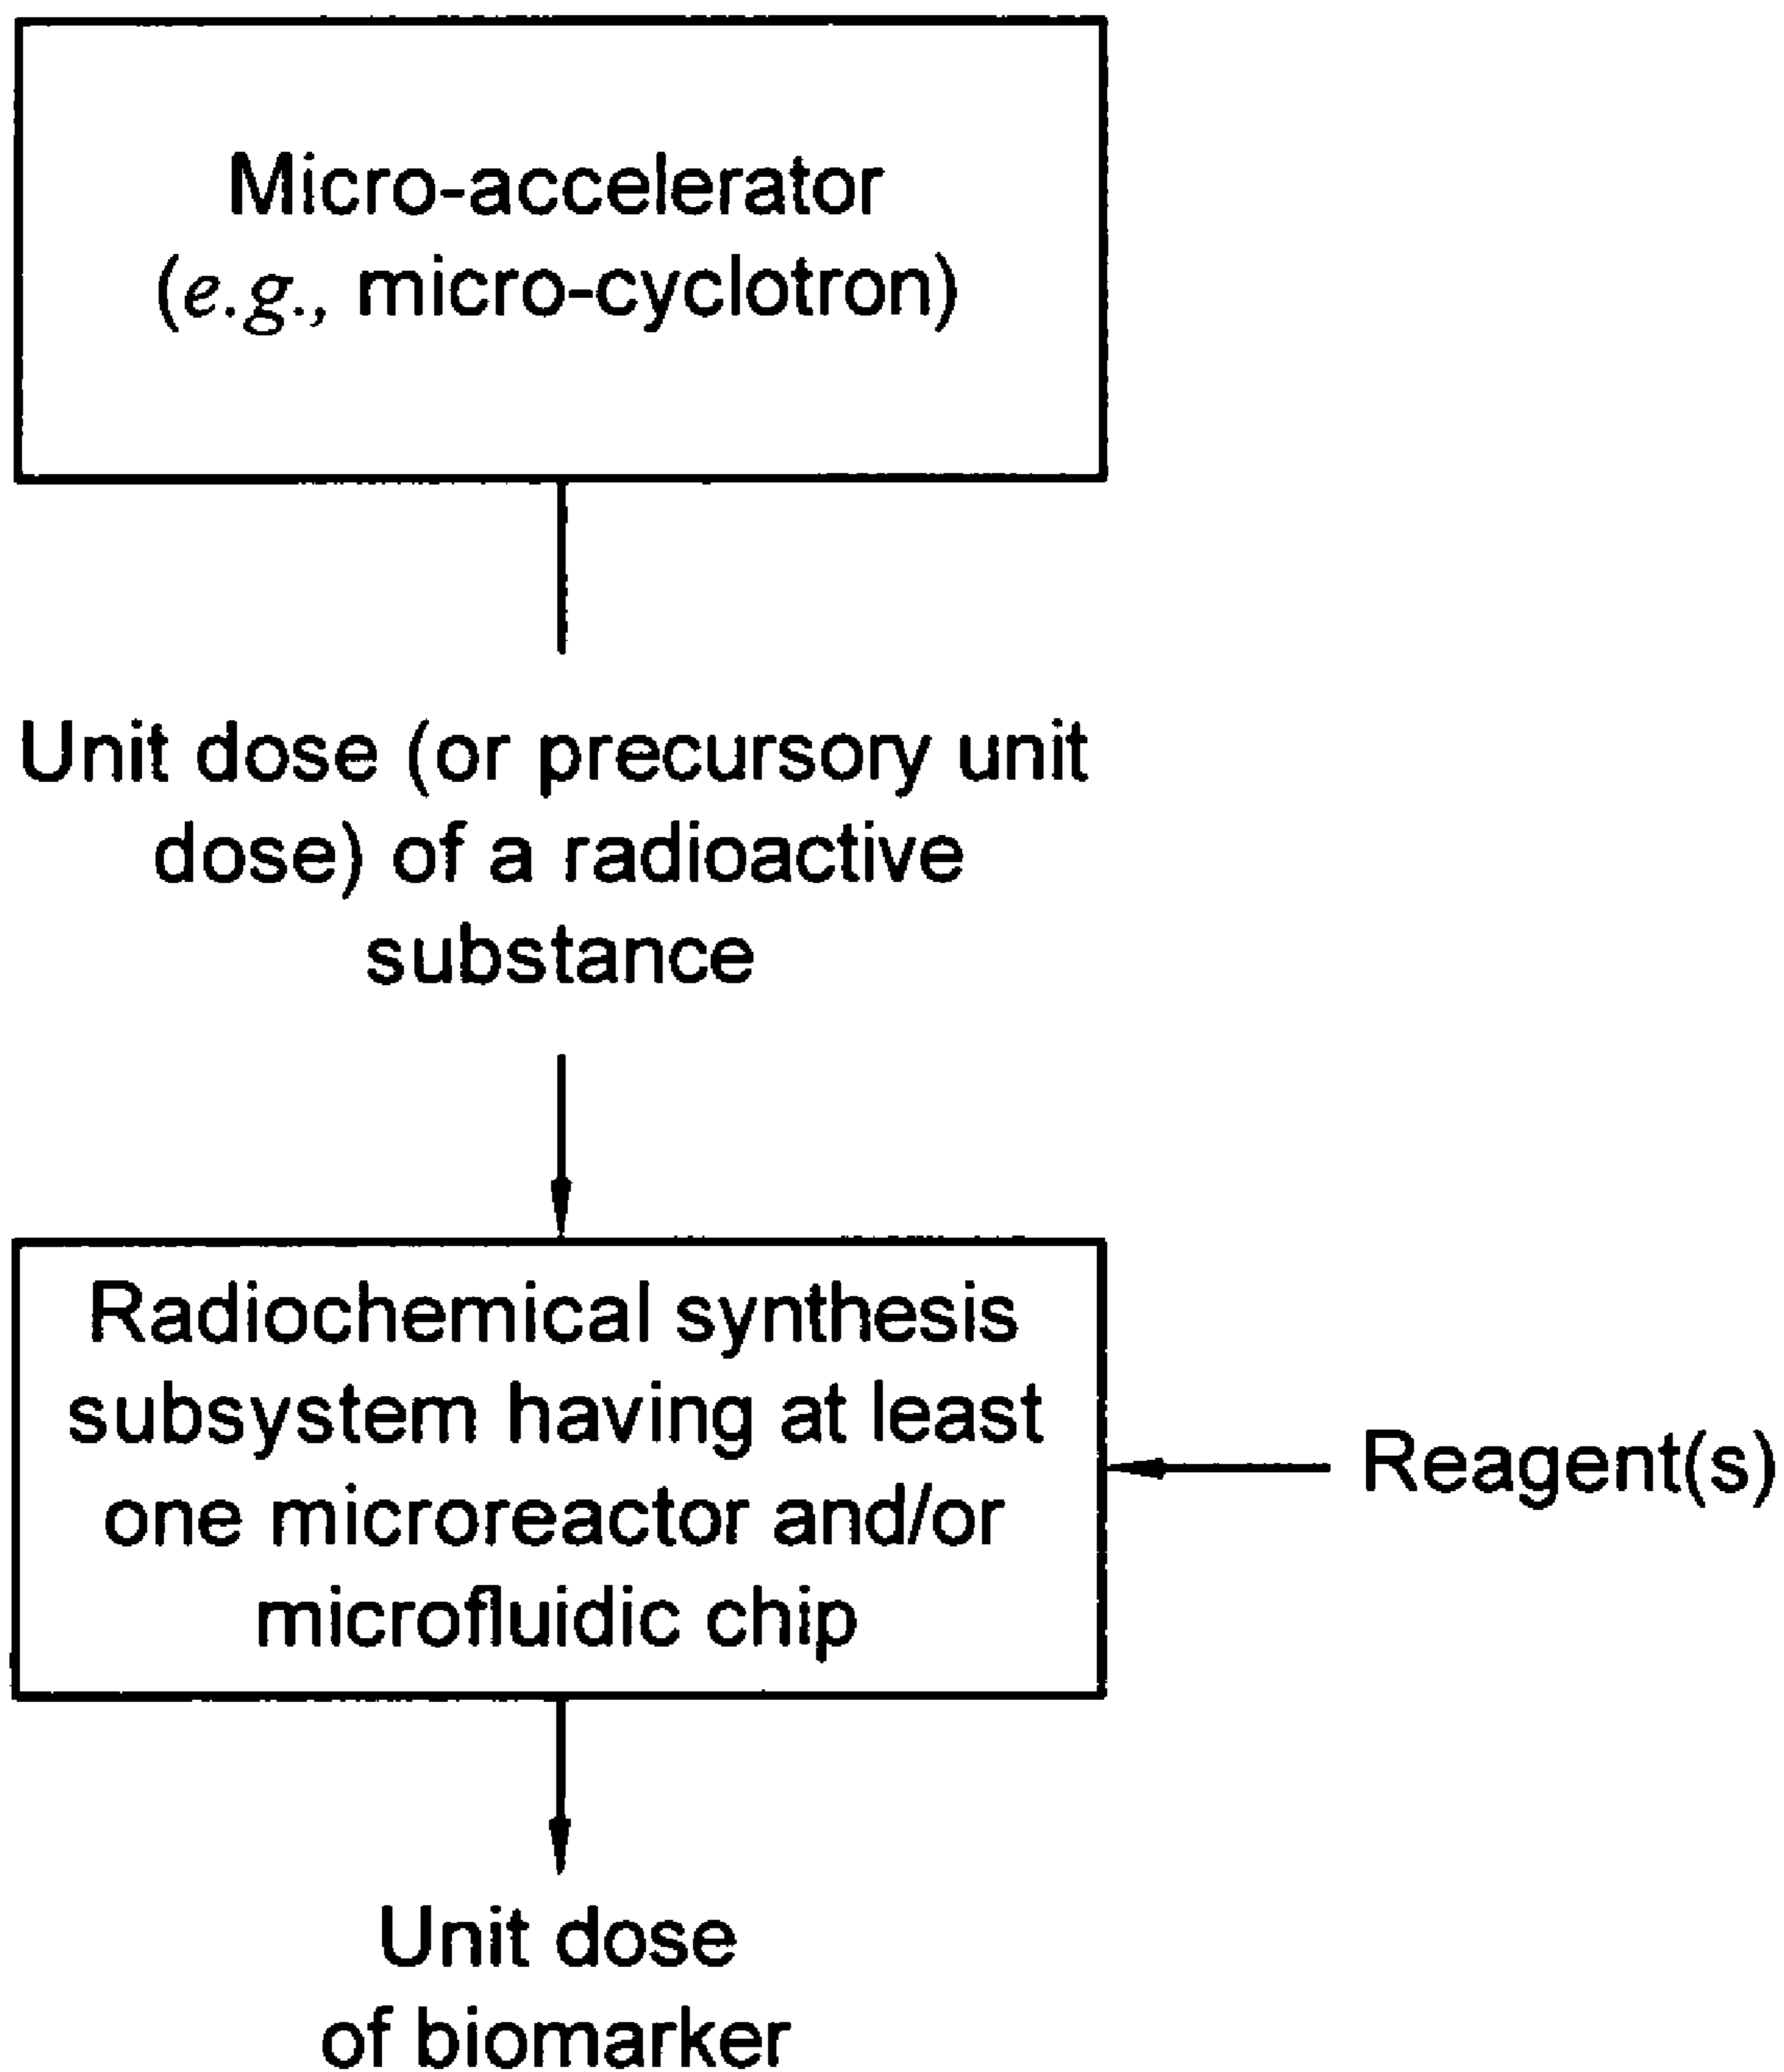 Micro-accelerator
(e.g., micro-cyclotron)
Unit dose (or precursory unit
dose) of a radioactive
substance
Radiochemical synthesis
subsystem having at least
one microreactor and/or
microfluidic chip
Reagent(s)
Unit dose
of biomarker